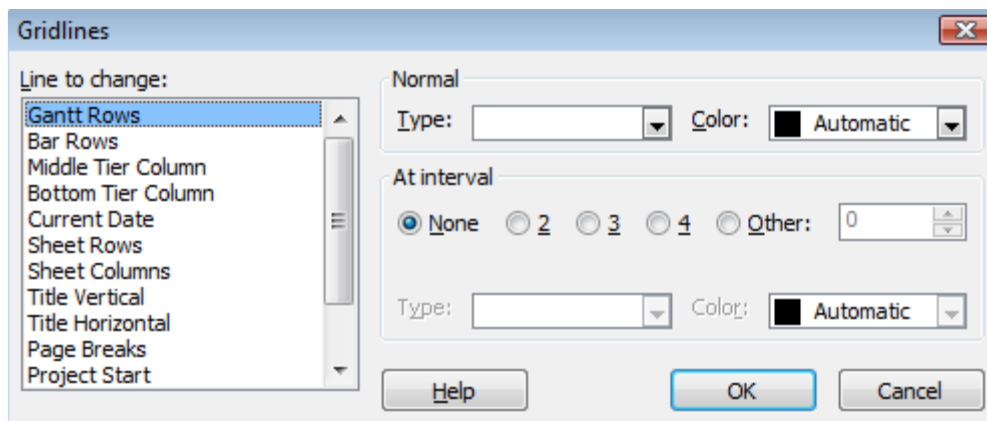 Gridlines
Line to change:
Gantt Rows
Bar Rows
Middle Tier Column
Bottom Tier Column
Current Date
Sheet Rows
Sheet Columns
Title Vertical
Title Horizontal
Page Breaks
Project Start
Normal
Type: Color: Automatic
At interval
None 2 3 4 Other: 0
Type: Color: Automatic
Help OK Cancel